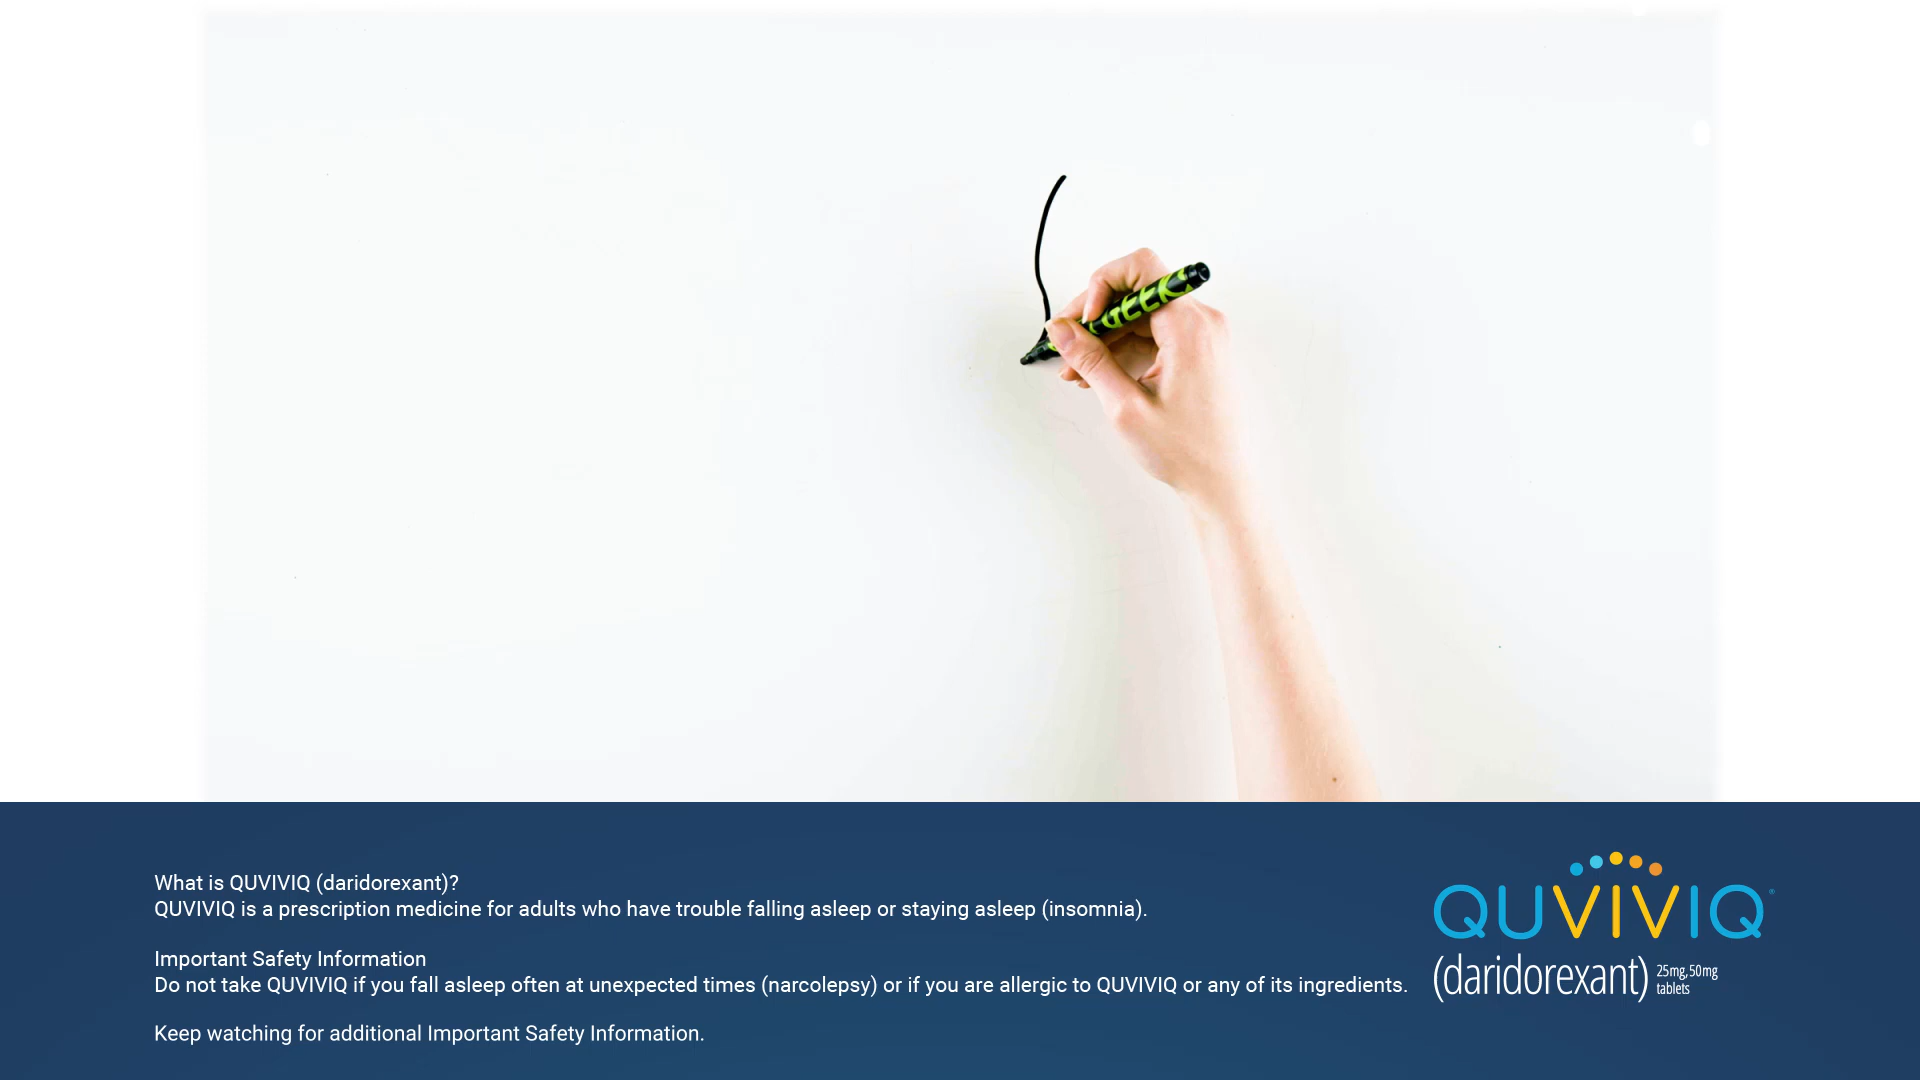 GEEK
What is QUVIVIQ (daridorexant)?
QUVIVIQ is a prescription medicine for adults who have trouble falling asleep or staying asleep (insomnia).
Important Safety Information
Do not take QUVIVIQ if you fall asleep often at unexpected times (narcolepsy) or if you are allergic to QUVIVIQ or any of its ingredients.
Keep watching for additional Important Safety Information.
QUVIVIQ®
(daridorexant) 25mg, 50mg
tablets